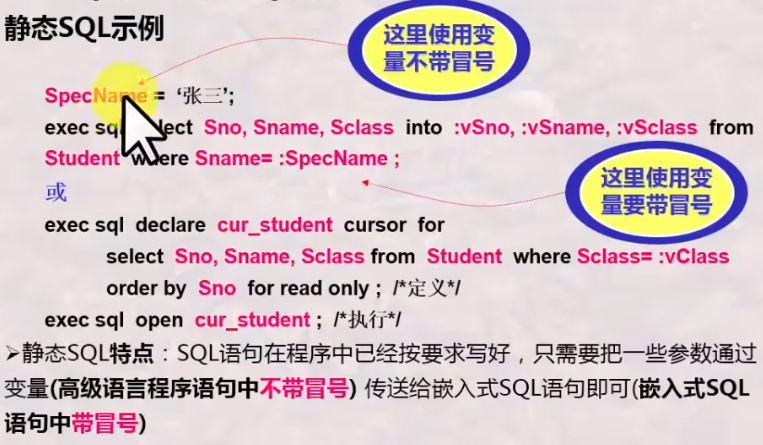 静态SQL示例
这里使用变
量不带冒号
SpecName = ‘张三’;
exec sql select Sno, Sname, Sclass into :vSno, :vSname, :vSclass from
Student where Sname= :SpecName ;
这里使用变
量要带冒号
或
exec sql declare cur_student cursor for
select Sno, Sname, Sclass from Student where Sclass= :vClass
order by Sno for read only ; /*定义*/
exec sql open cur_student ; /*执行*/
➢静态SQL特点：SQL语句在程序中已经按要求写好，只需要把一些参数通过
变量(高级语言程序语句中不带冒号) 传送给嵌入式SQL语句即可(嵌入式SQL
语句中带冒号)